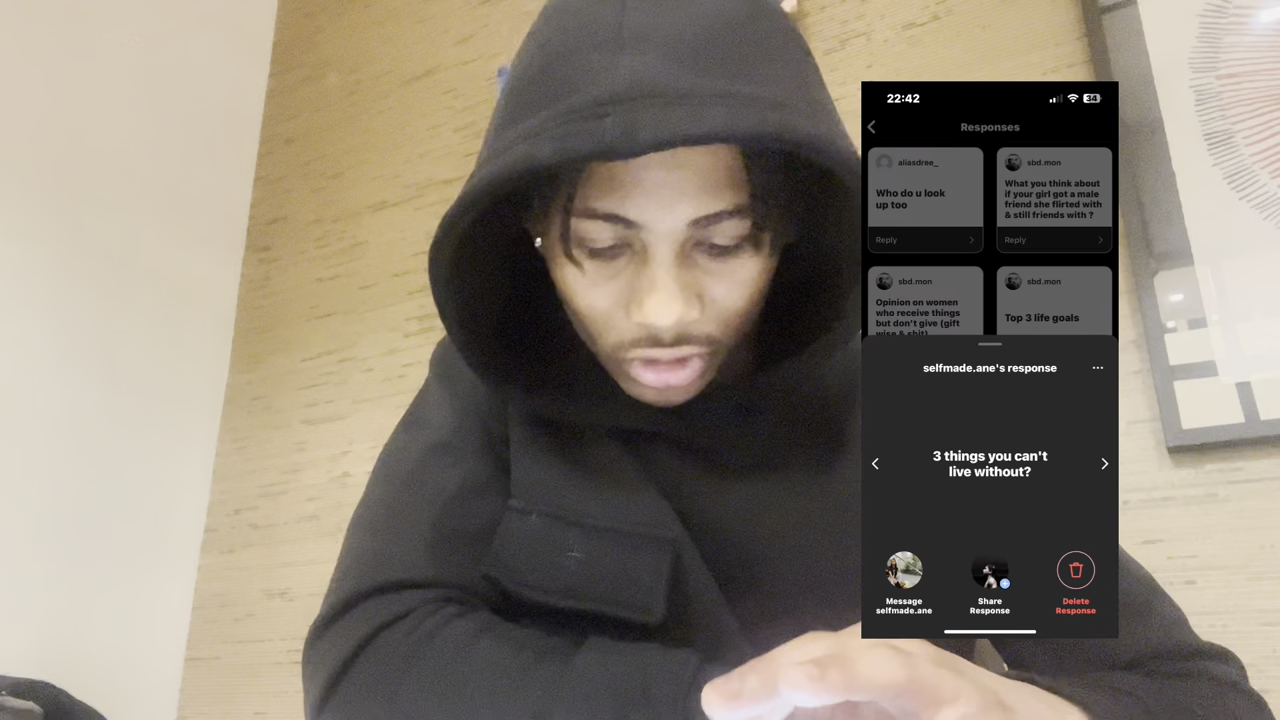 22:42
34
Responses
aliasdree_
Who do u look
up too
Reply
sbd.mon
What you think about
if your girl got a male
friend she flirted with
& still friends with ?
Reply
sbd.mon
Opinion on women
who receive things
but don't give (gift
wise & shit)
sbd.mon
Top 3 life goals
selfmade.ane's response
3 things you can't
live without?
Message
selfmade.ane
Share
Response
Delete
Response